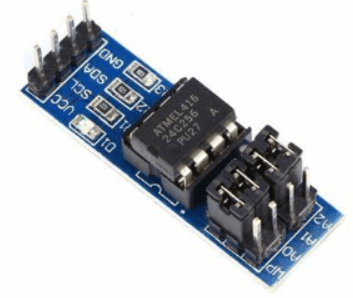 GND
SDA
SCL
VCC
D1
ATMEL416
24C256 A
PU27
A2
A1
A0
WP